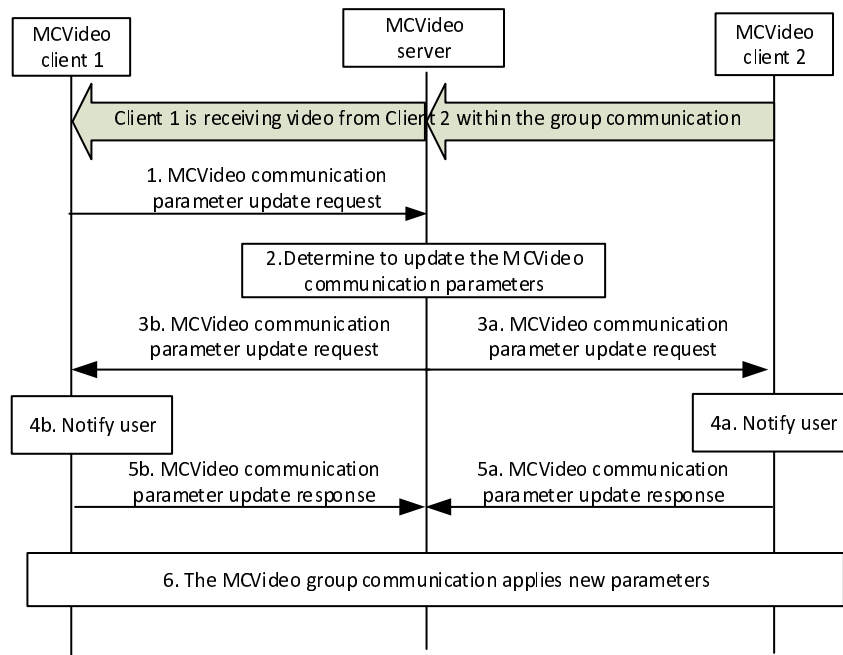 MCVideo
client 1
MCVideo
server
MCVideo
client 2
Client 1 is receiving video from Client 2 within the group communication
1. MCVideo communication
parameter update request
2.Determine to update the MCVideo
communication parameters
3b. MCVideo communication
parameter update request
3a. MCVideo communication
parameter update request
4b. Notify user
4a. Notify user
5b. MCVideo communication
parameter update response
5a. MCVideo communication
parameter update response
6. The MCVideo group communication applies new parameters